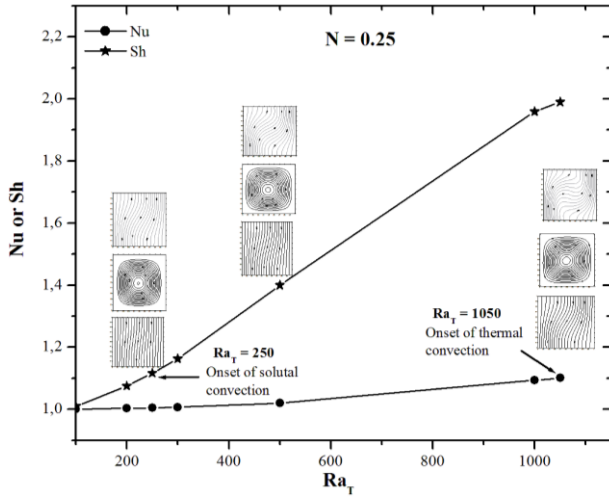 2,2
2,0
1,8
1,6
1,4
1,2
1,0
Nu or Sh
Nu
Sh
N = 0.25
Ra_T = 250
Onset of solutal
convection
Ra_T = 1050
Onset of thermal
convection
200
400
600
800
1000
Ra_T